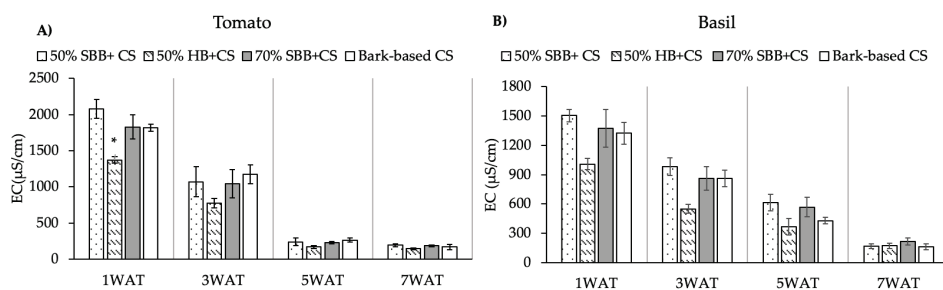 A)
Tomato
50% SBB+ CS 50% HB+CS 70% SBB+CS Bark-based CS
EC(µS/cm)
2500
2000
1500
1000
500
0
*
1WAT 3WAT 5WAT 7WAT
B)
Basil
50% SBB+ CS 50% HB+CS 70% SBB+CS Bark-based CS
EC (µS/cm)
1800
1500
1200
900
600
300
0
1WAT 3WAT 5WAT 7WAT